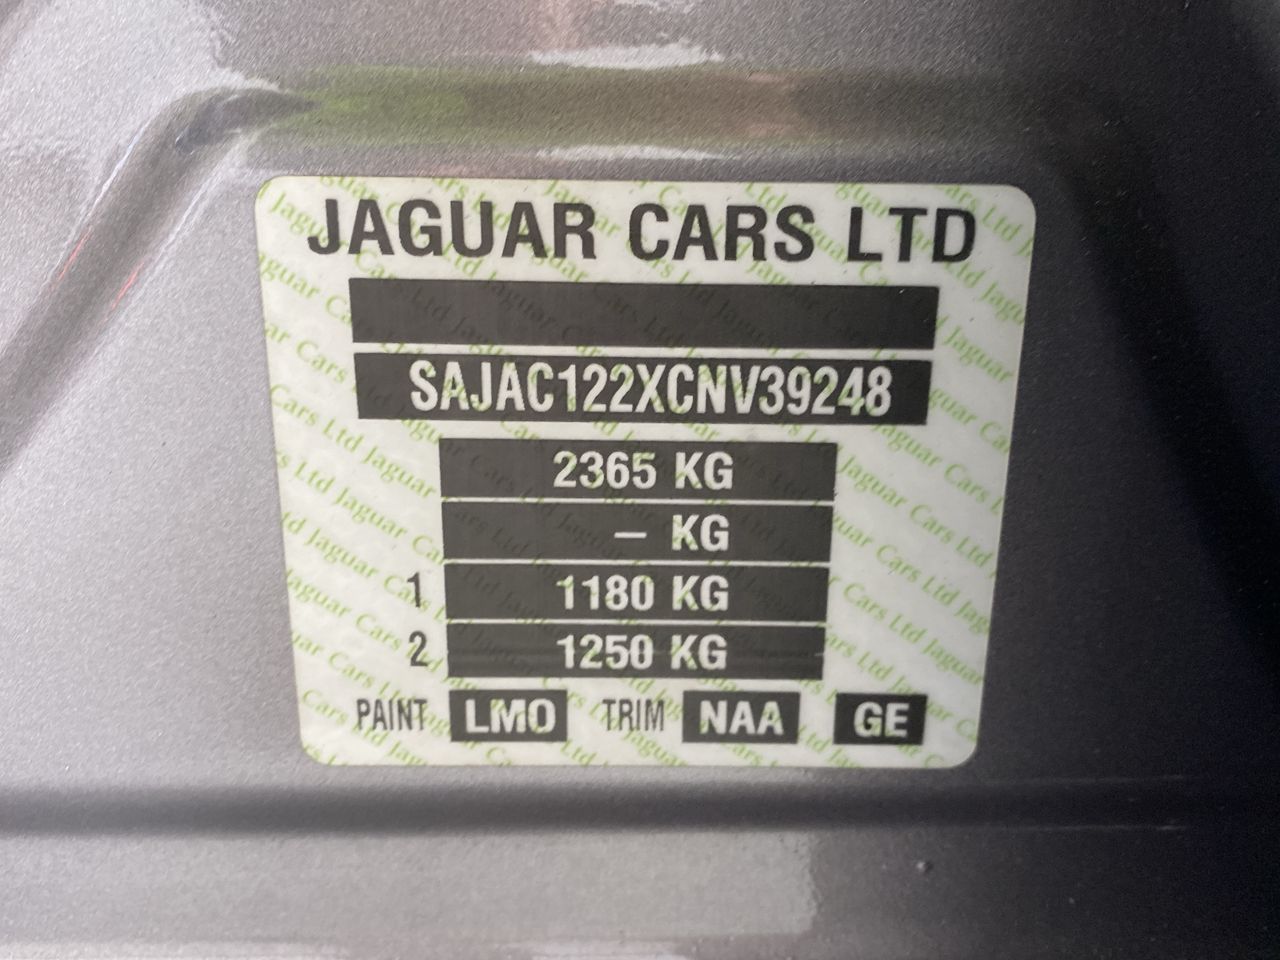 JAGUAR CARS LTD
SAJAC122XCNV39248
2365 KG
– KG
1 1180 KG
2 1250 KG
PAINT LMO TRIM NAA GE